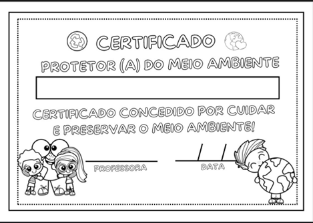 CERTIFICADO
PROTETOR (A) DO MEIO AMBIENTE
CERTIFICADO CONCEDIDO POR CUIDAR
E PRESERVAR O MEIO AMBIENTE!
/ /
PROFESSORA DATA